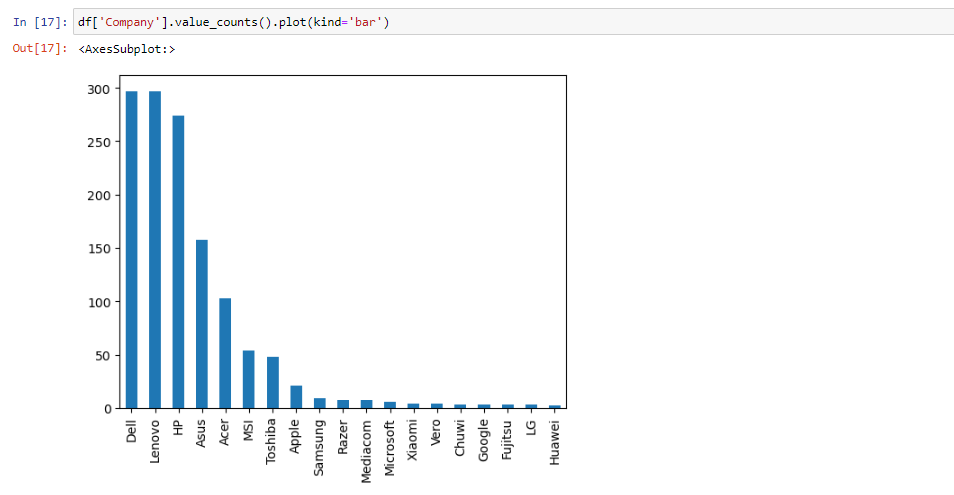 In [17]: df['Company'].value_counts().plot(kind='bar')
Out[17]: <AxesSubplot:>
300
250
200
150
100
50
0
Dell
Lenovo
HP
Asus
Acer
MSI
Toshiba
Apple
Samsung
Razer
Mediacom
Microsoft
Xiaomi
Vero
Chuwi
Google
Fujitsu
LG
Huawei